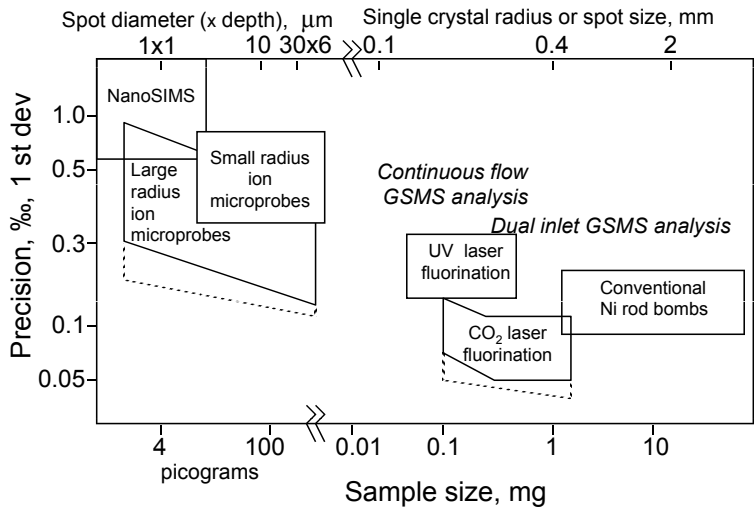 Spot diameter (x depth), μm
Single crystal radius or spot size, mm
1x1 10 30x6 0.1 0.4 2
Precision, ‰, 1 st dev
1.0
0.5
0.3
0.1
0.05
NanoSIMS
Large
radius
ion
microprobes
Small radius
ion
microprobes
Continuous flow
GSMS analysis
Dual inlet GSMS analysis
UV laser
fluorination
CO₂ laser
fluorination
Conventional
Ni rod bombs
4 100 0.01 0.1 1 10
picograms
Sample size, mg